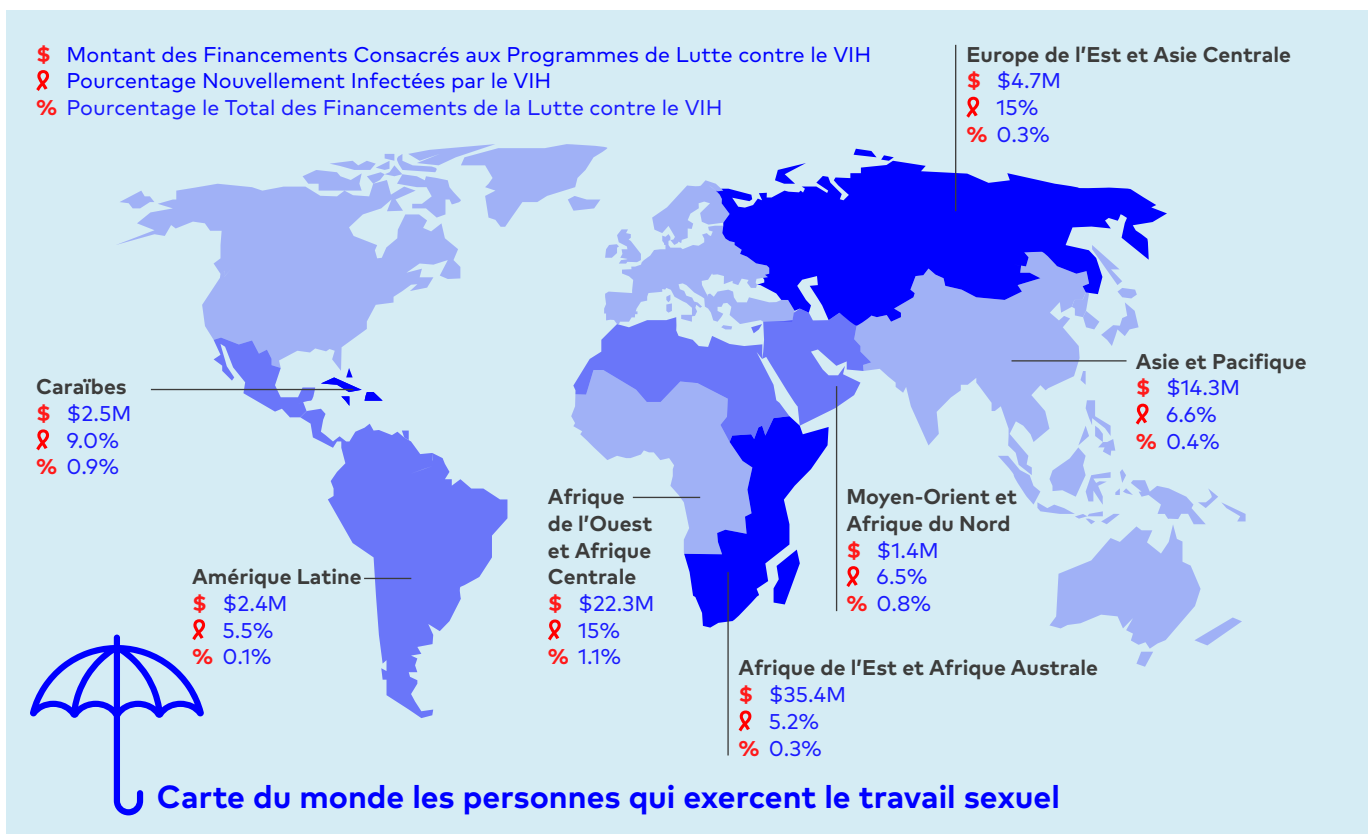 $ Montant des Financements Consacrés aux Programmes de Lutte contre le VIH
Pourcentage Nouvellement Infectées par le VIH
% Pourcentage le Total des Financements de la Lutte contre le VIH
Europe de l’Est et Asie Centrale
$ $4.7M
15%
% 0.3%
Caraïbes
$ $2.5M
9.0%
% 0.9%
Asie et Pacifique
$ $14.3M
6.6%
% 0.4%
Amérique Latine
$ $2.4M
5.5%
% 0.1%
Afrique
de l’Ouest
et Afrique
Centrale
$ $22.3M
15%
% 1.1%
Moyen-Orient et
Afrique du Nord
$ $1.4M
6.5%
% 0.8%
Afrique de l’Est et Afrique Australe
$ $35.4M
5.2%
% 0.3%
Carte du monde les personnes qui exercent le travail sexuel